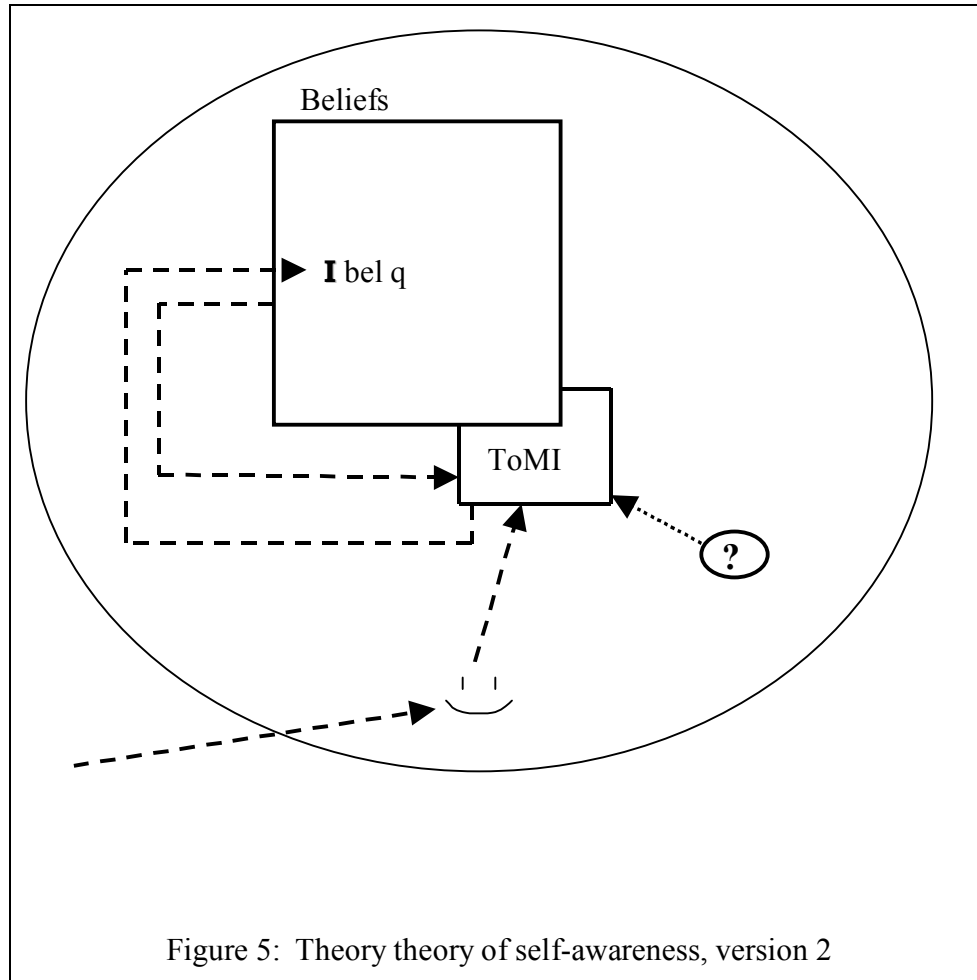 Beliefs
I bel q
ToMI
?
Figure 5: Theory theory of self-awareness, version 2